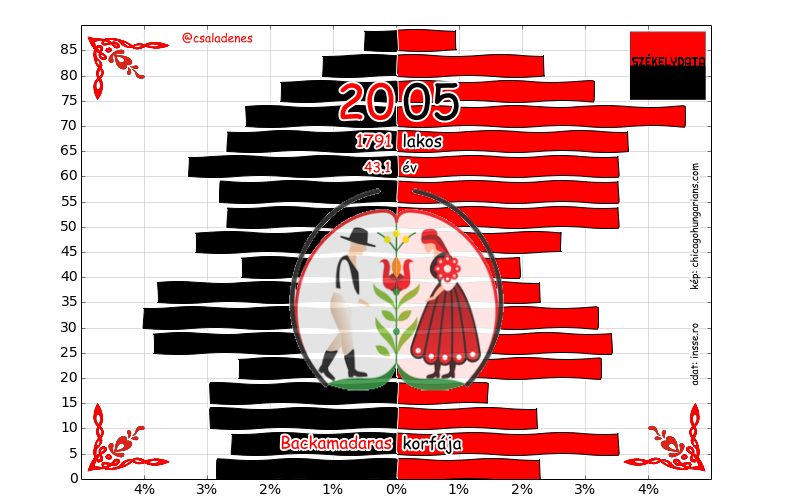 @csaladenes
SZÉKELYDATA
2005
1791 lakos
43.1 év
kép: chicagohungarians.com
adat: insse.ro
Backamadaras korfája
85
80
75
70
65
60
55
50
45
40
35
30
25
20
15
10
5
0
4% 3% 2% 1% 0% 1% 2% 3% 4%